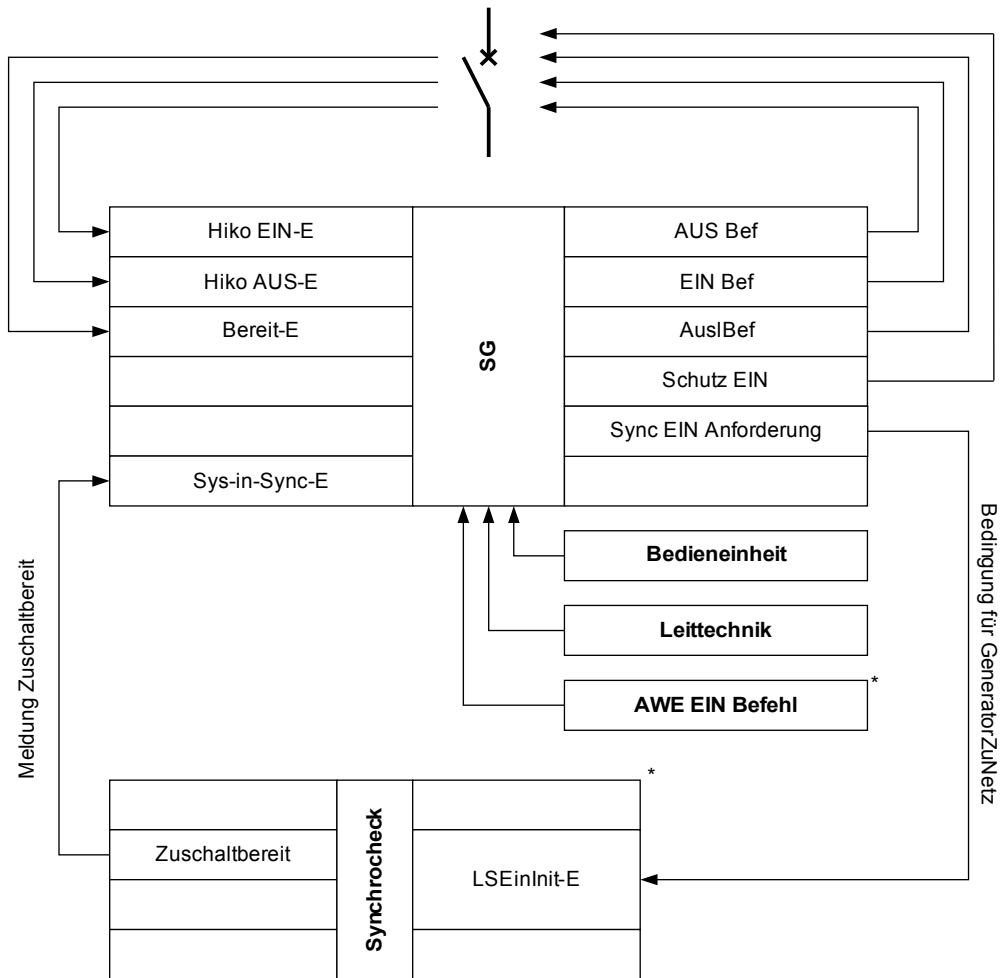 Hiko EIN-E
AUS Bef
Hiko AUS-E
EIN Bef
Bereit-E
AuslBef
SG
Schutz EIN
Sync EIN Anforderung
Sys-in-Sync-E
Bedieneinheit
Leittechnik
AWE EIN Befehl
*
Meldung Zuschaltbereit
Bedingung für GeneratorZuNetz
*
Zuschaltbereit
Synchrocheck
LSEinInit-E